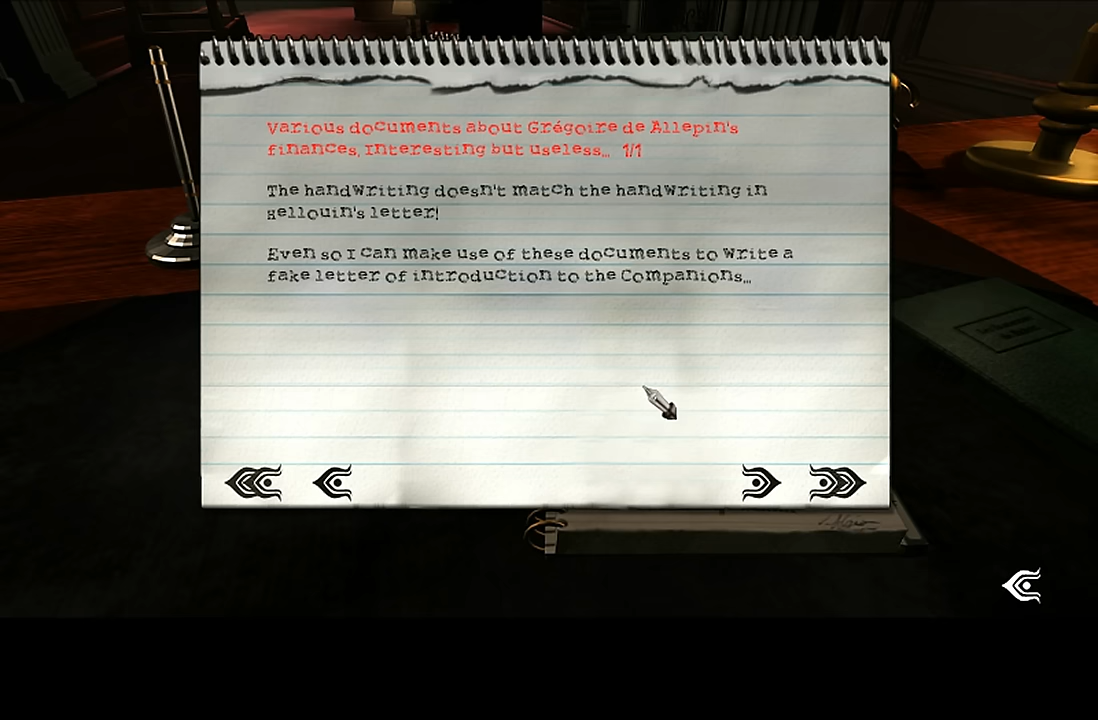 Various documents about Grégoire de Allepin's
finances, Interesting but useless... 1/1
The handwriting doesn't match the handwriting in
Hellouin's letter!
Even so I can make use of these documents to write a
fake letter of introduction to the Companions...